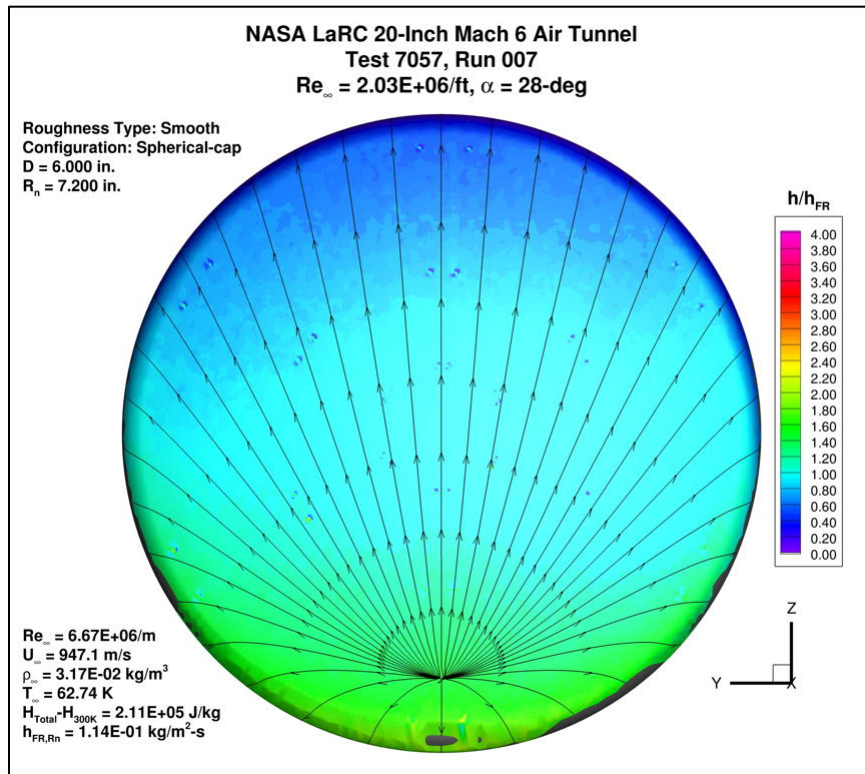 NASA LaRC 20-Inch Mach 6 Air Tunnel
Test 7057, Run 007
Re∞ = 2.03E+06/ft, α = 28-deg
Roughness Type: Smooth
Configuration: Spherical-cap
D = 6.000 in.
Rn = 7.200 in.
h/hFR
4.00
3.80
3.60
3.40
3.20
3.00
2.80
2.60
2.40
2.20
2.00
1.80
1.60
1.40
1.20
1.00
0.80
0.60
0.40
0.20
0.00
Re∞ = 6.67E+06/m
U∞ = 947.1 m/s
ρ∞ = 3.17E-02 kg/m³
T∞ = 62.74 K
HTotal-H300K = 2.11E+05 J/kg
hFR,Rn = 1.14E-01 kg/m²-s
Z
Y
X